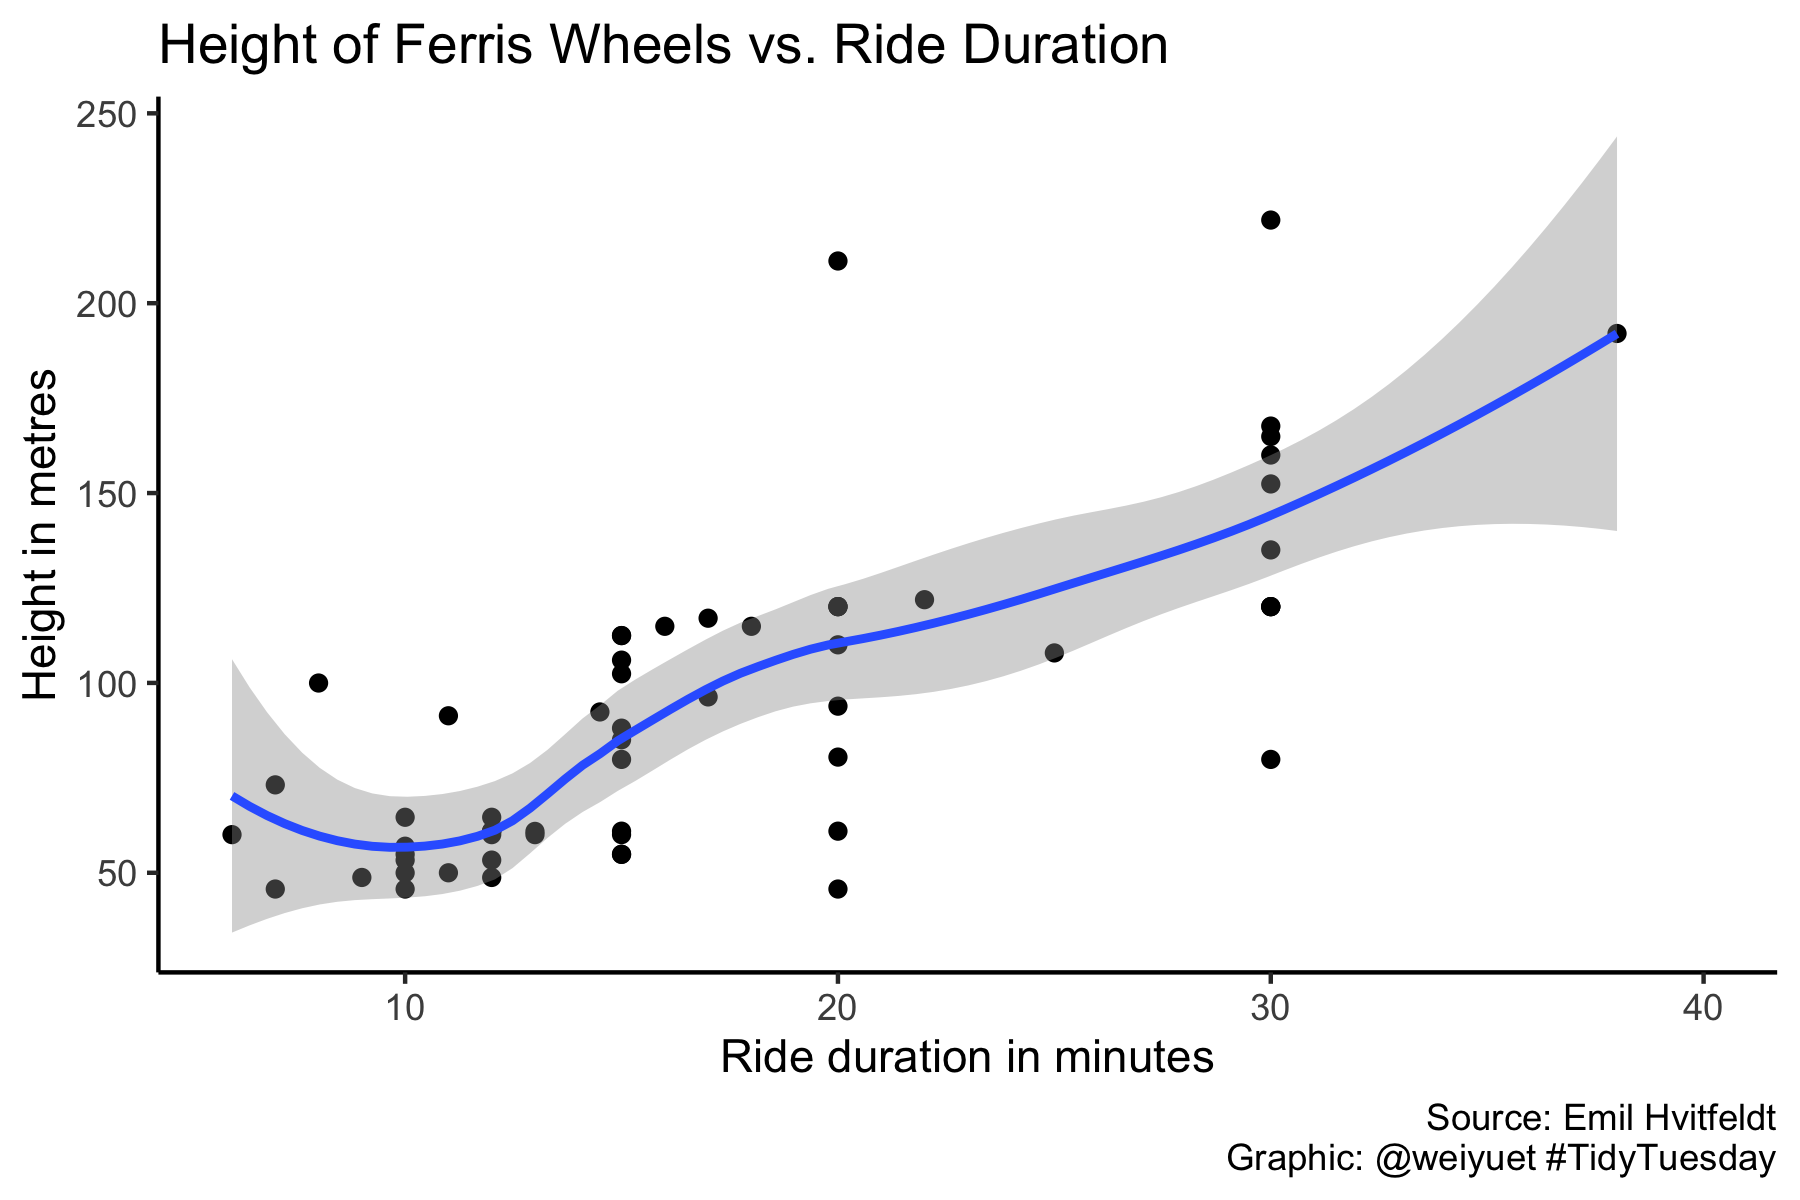 Height of Ferris Wheels vs. Ride Duration
250
200
150
100
50
Height in metres
10 20 30 40
Ride duration in minutes
Source: Emil Hvitfeldt
Graphic: @weiyuet #TidyTuesday